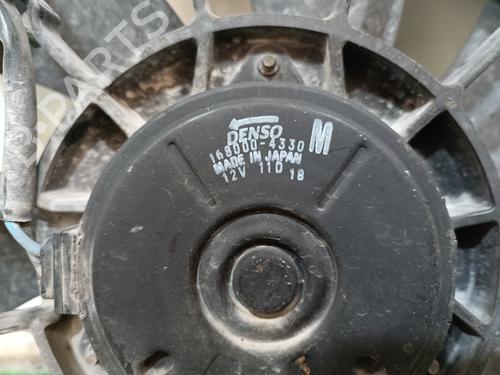 DENSO M
168000-4330
MADE IN JAPAN
12V 11D 18